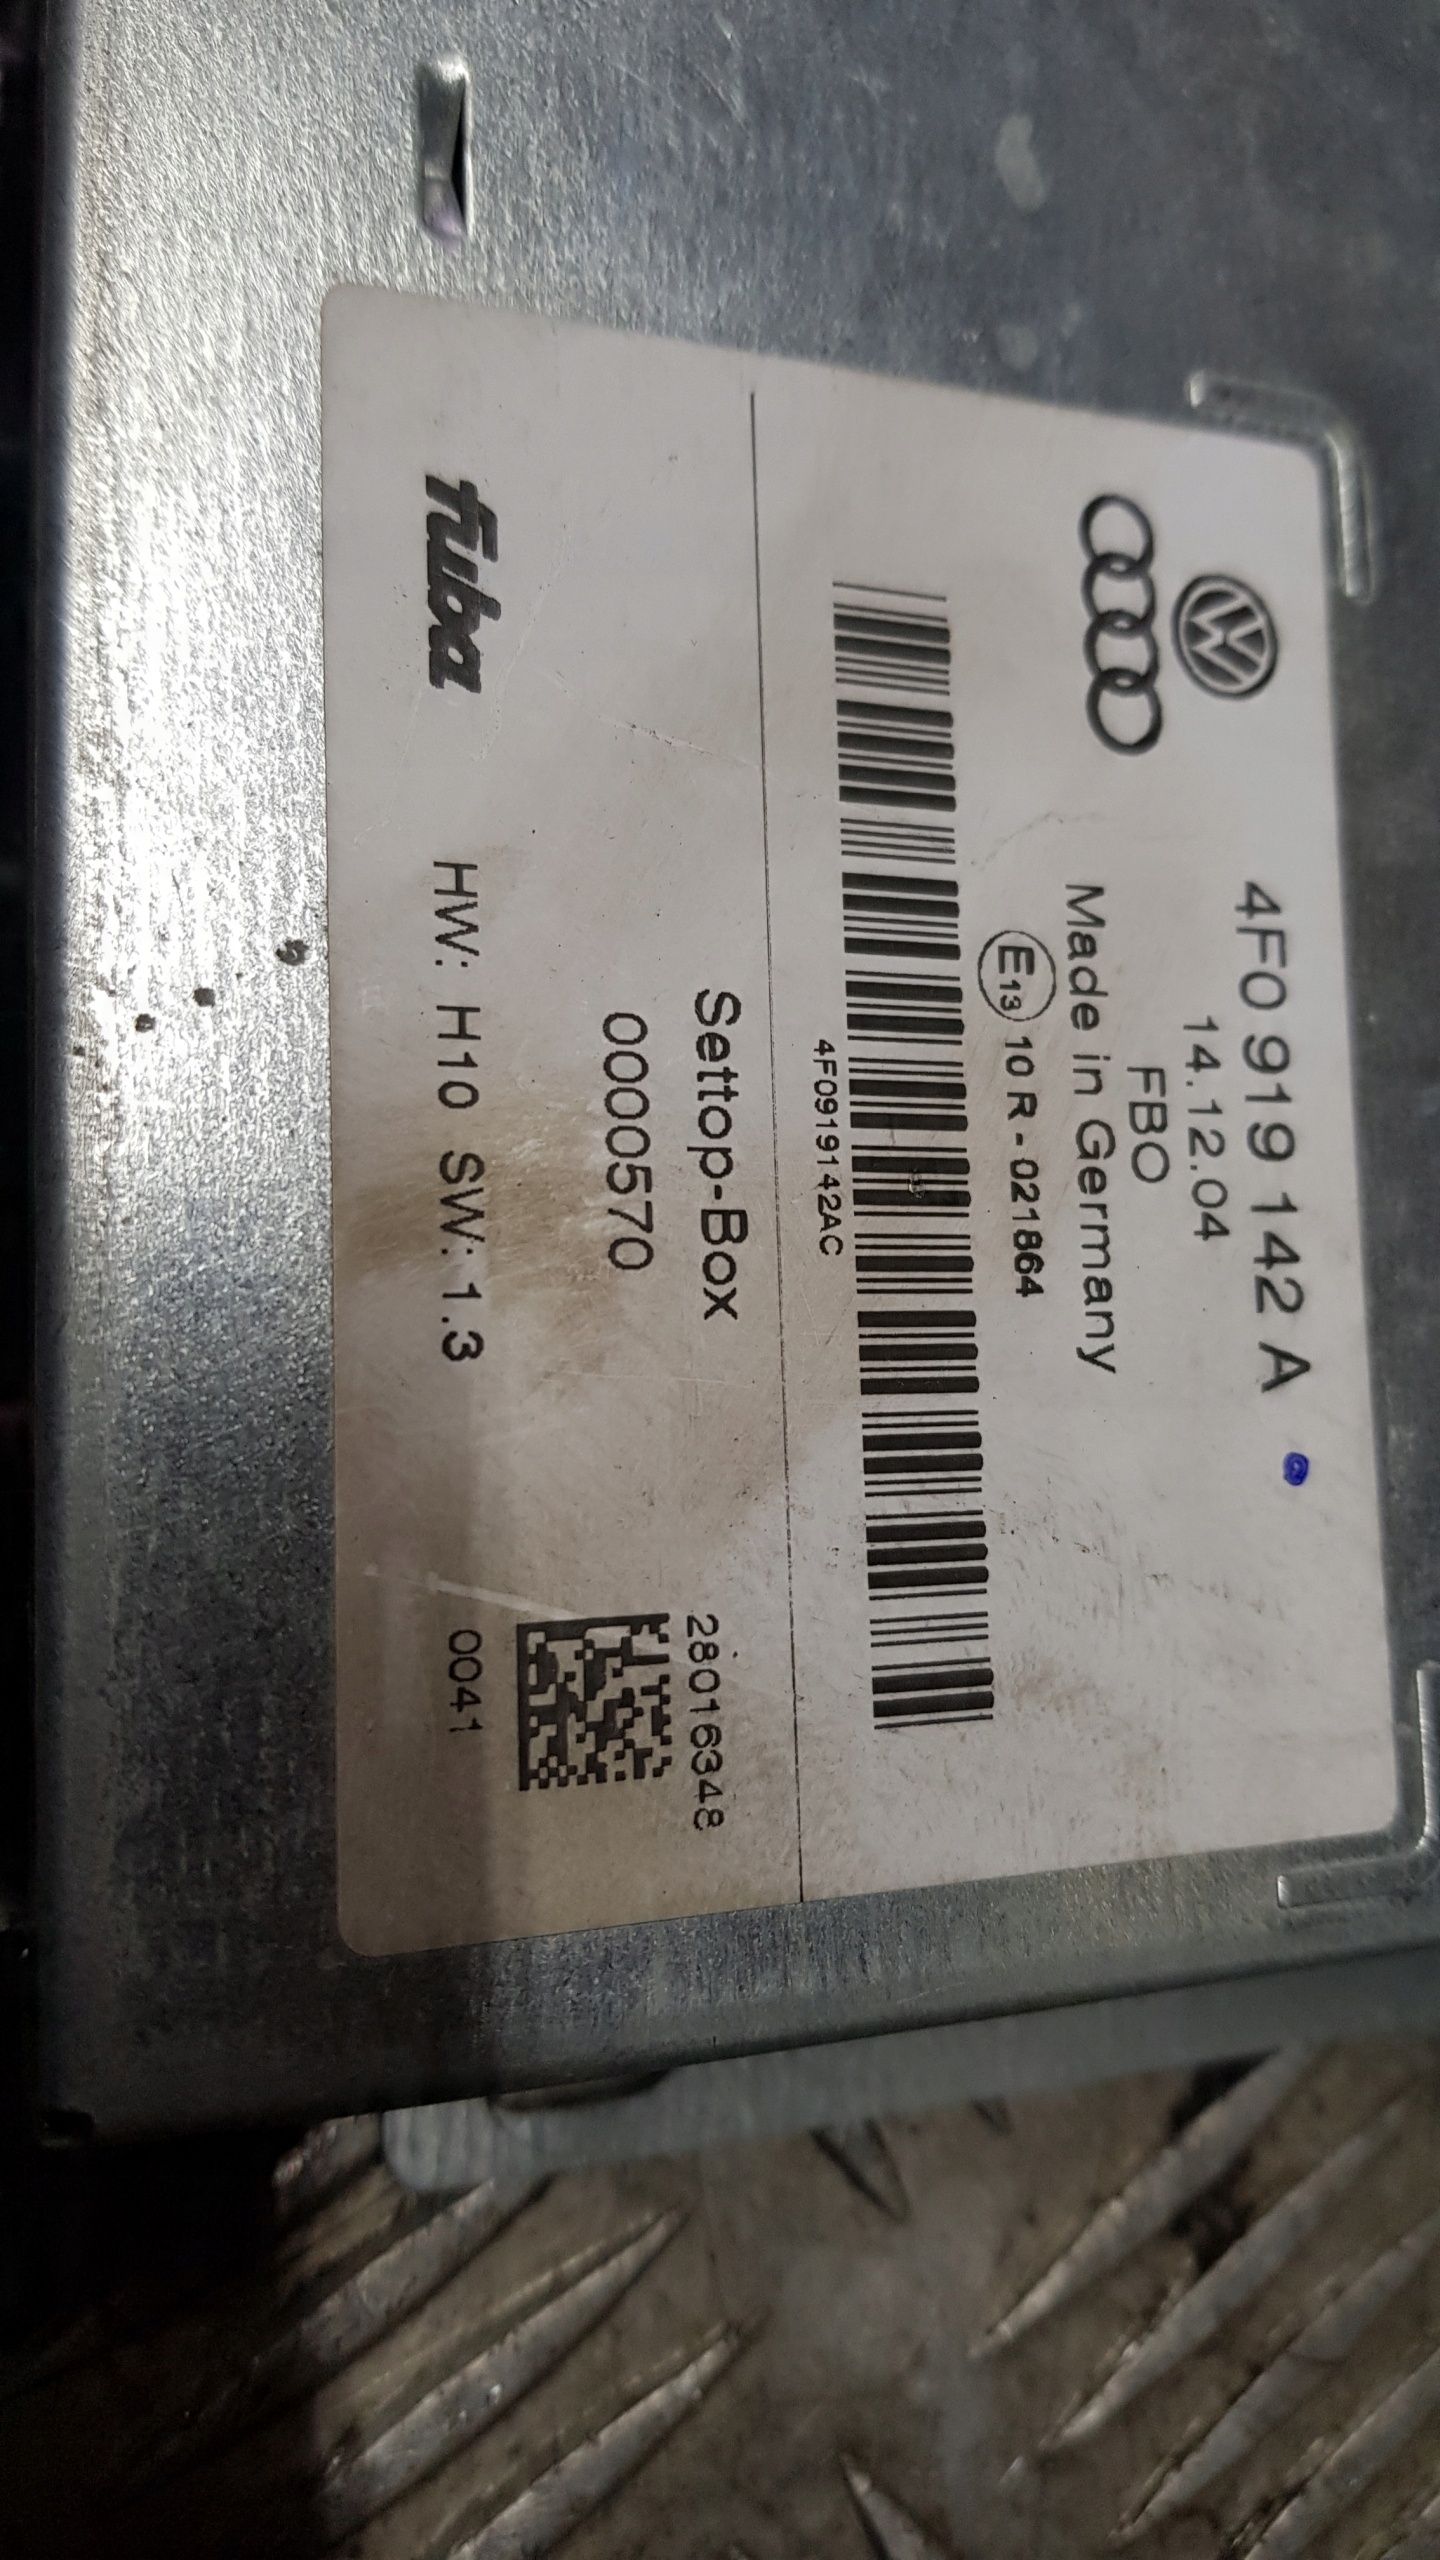 4F0 919 142 A
14.12.04
FBO
Made in Germany
E13 10 R - 021864
4F0919142AC
Settop-Box
0000570
28016348
fuba
HW: H10 SW: 1.3
0041